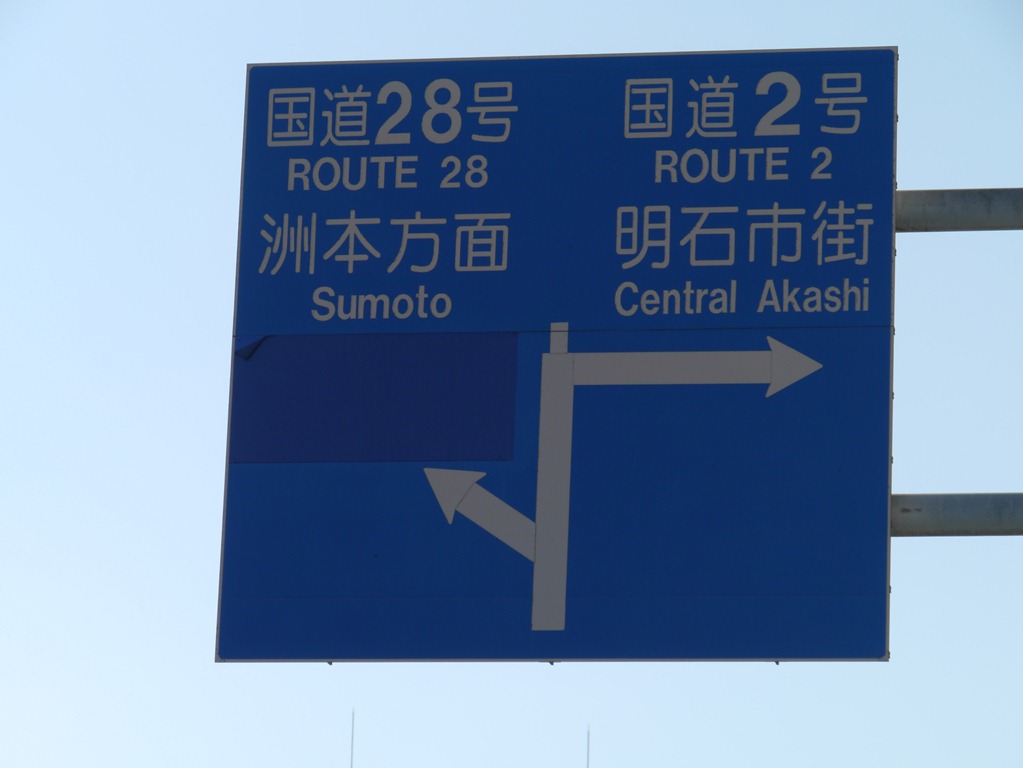 国道28号
ROUTE 28
洲本方面
Sumoto
国道2号
ROUTE 2
明石市街
Central Akashi